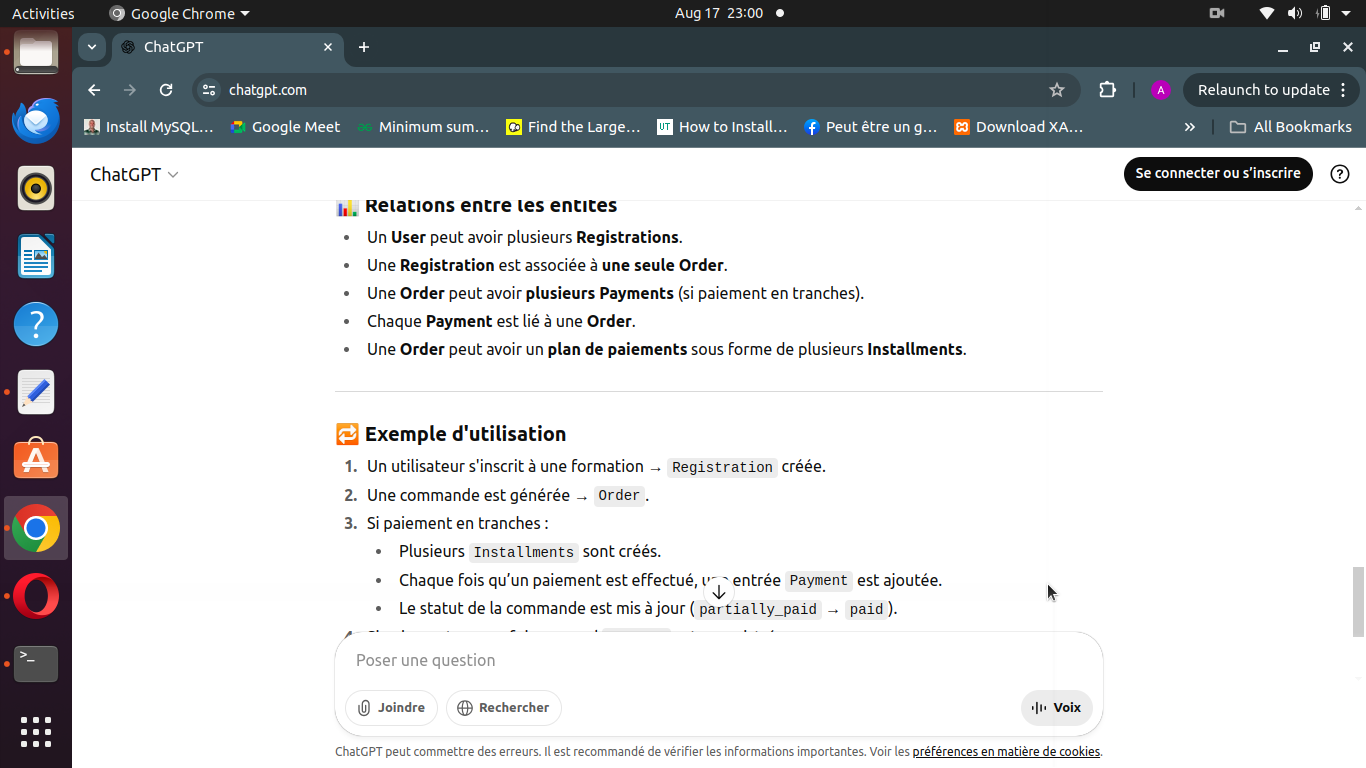 Activities
Google Chrome
Aug 17 23:00
ChatGPT
chatgpt.com
A
Relaunch to update
Install MySQL...
Google Meet
Minimum sum...
Find the Large...
UT
How to Install...
Peut être un g...
Download XA...
All Bookmarks
ChatGPT
Se connecter ou s'inscrire
Relations entre les entités
Un User peut avoir plusieurs Registrations.
Une Registration est associée à une seule Order.
Une Order peut avoir plusieurs Payments (si paiement en tranches).
Chaque Payment est lié à une Order.
Une Order peut avoir un plan de paiements sous forme de plusieurs Installments.
Exemple d'utilisation
1. Un utilisateur s'inscrit à une formation → Registration créée.
2. Une commande est générée → Order.
3. Si paiement en tranches :
Plusieurs Installments sont créés.
Chaque fois qu'un paiement est effectué, une entrée Payment est ajoutée.
Le statut de la commande est mis à jour (partially_paid → paid).
Poser une question
Joindre
Rechercher
Voix
ChatGPT peut commettre des erreurs. Il est recommandé de vérifier les informations importantes. Voir les préférences en matière de cookies.